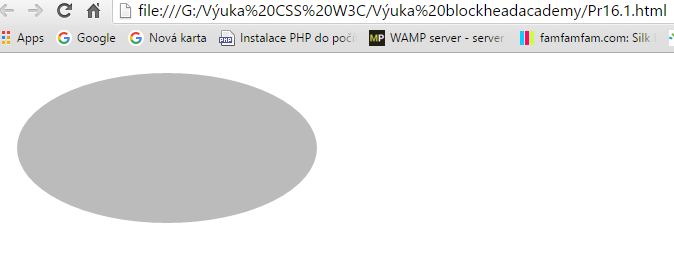 file:///G:/Výuka%20CSS%20W3C/Výuka%20blockheadacademy/Pr16.1.html
Apps Google Nová karta Instalace PHP do počí MP WAMP server - server famfamfam.com: Silk